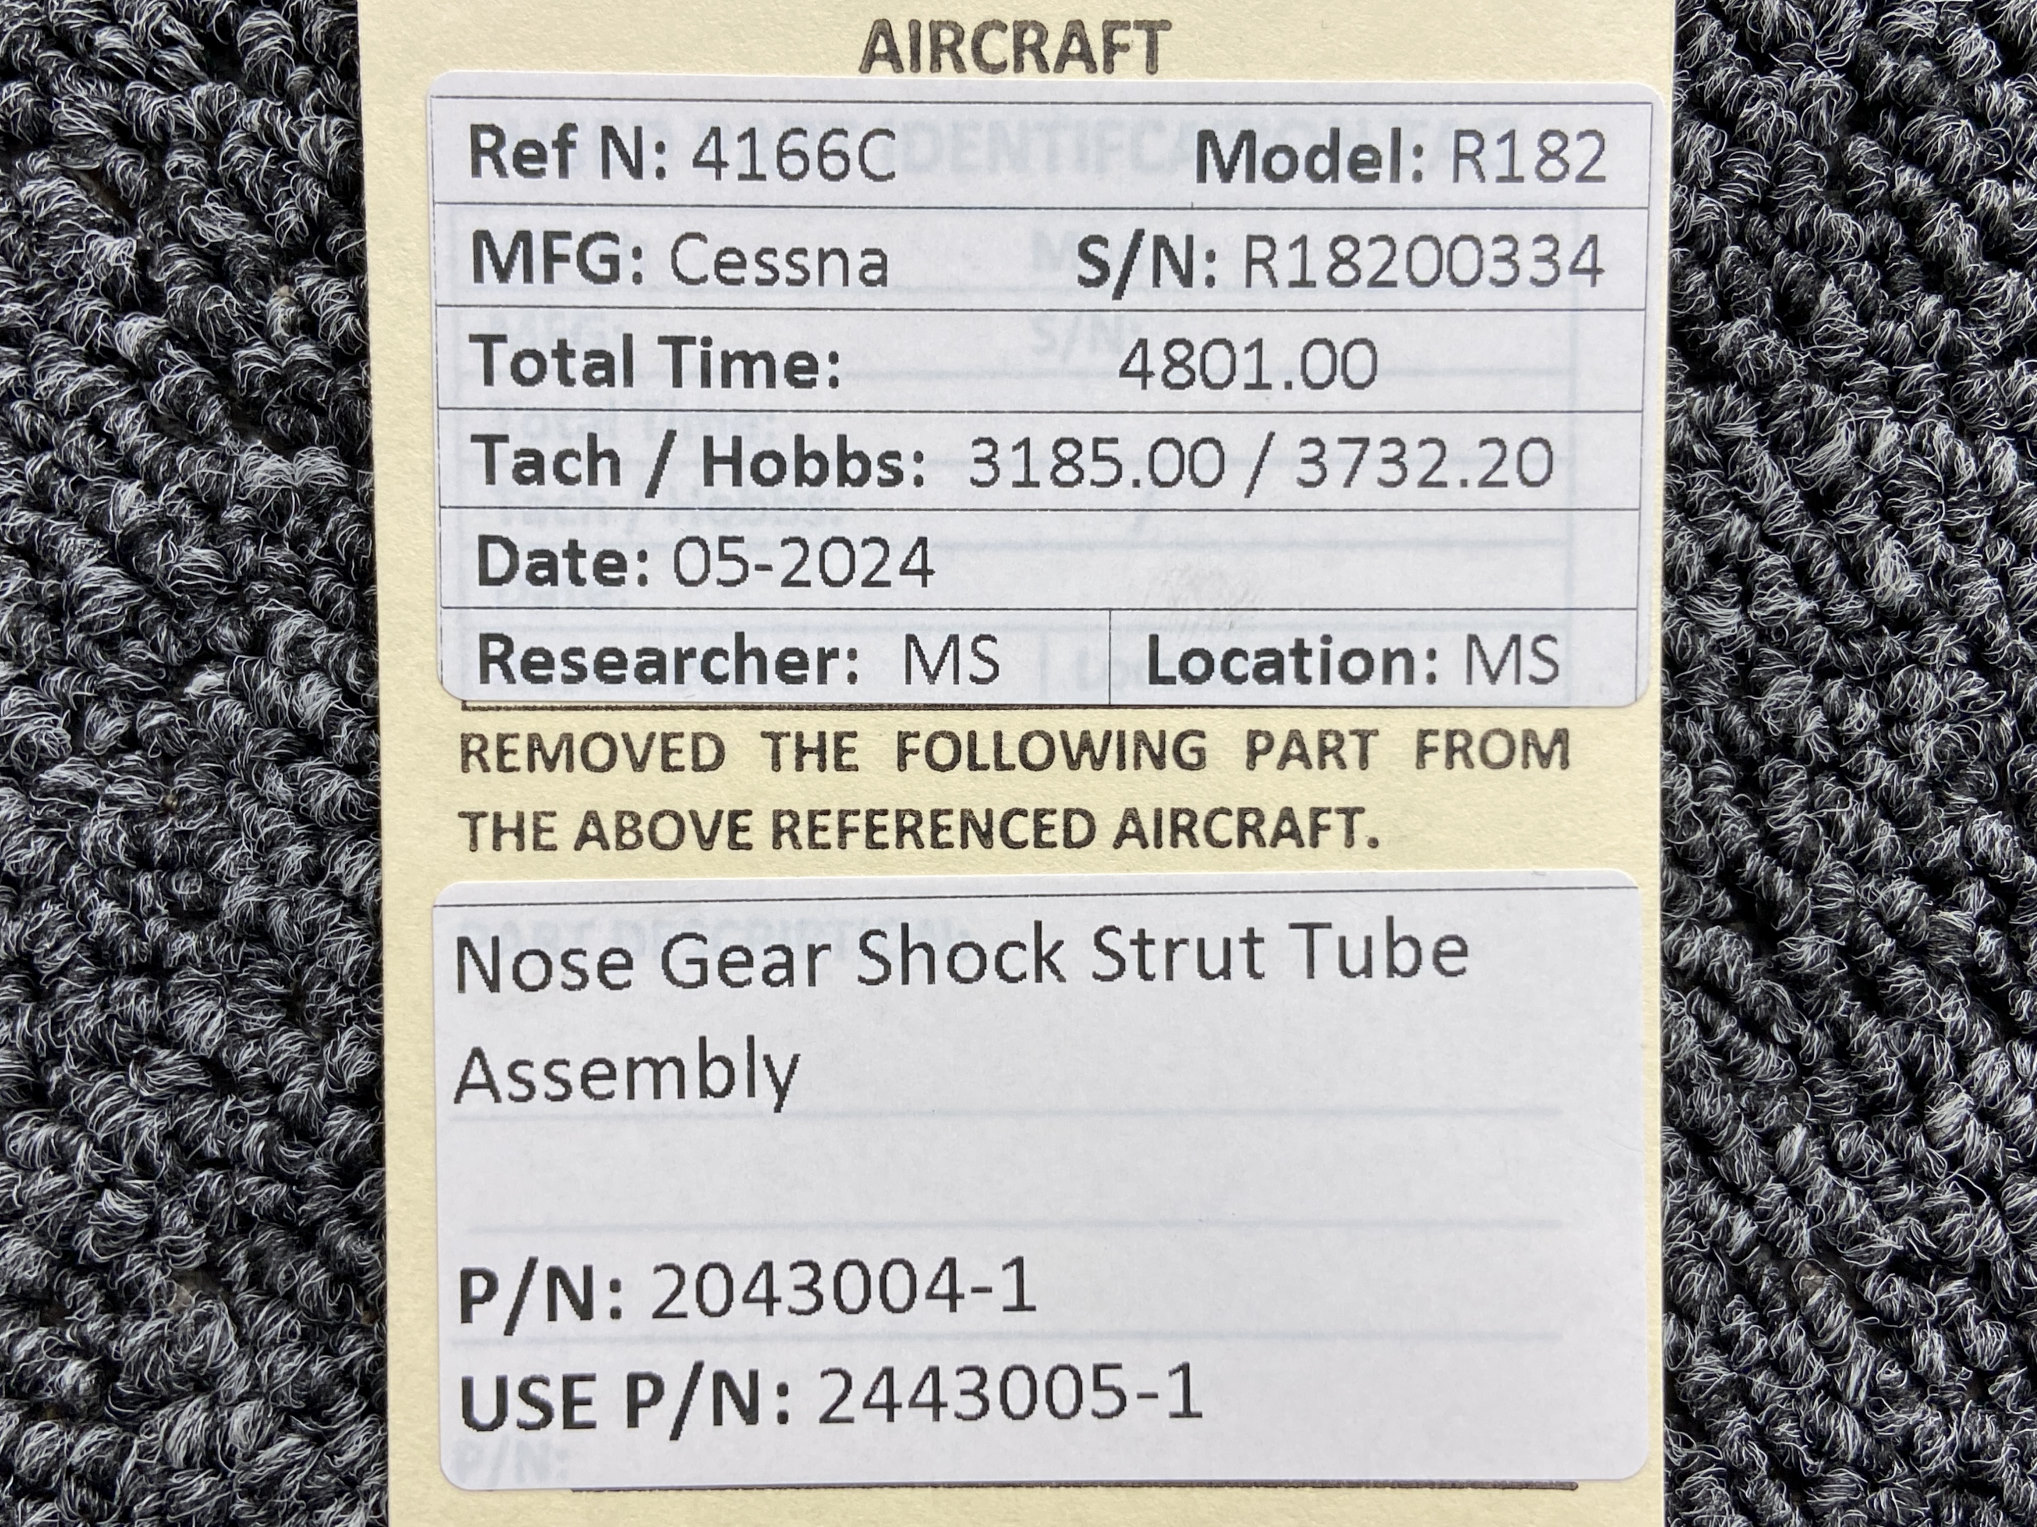 AIRCRAFT
Ref N: 4166C Model: R182
MFG: Cessna S/N: R18200334
Total Time: 4801.00
Tach / Hobbs: 3185.00 / 3732.20
Date: 05-2024
Researcher: MS Location: MS
REMOVED THE FOLLOWING PART FROM
THE ABOVE REFERENCED AIRCRAFT.
Nose Gear Shock Strut Tube
Assembly
P/N: 2043004-1
USE P/N: 2443005-1
P/N: